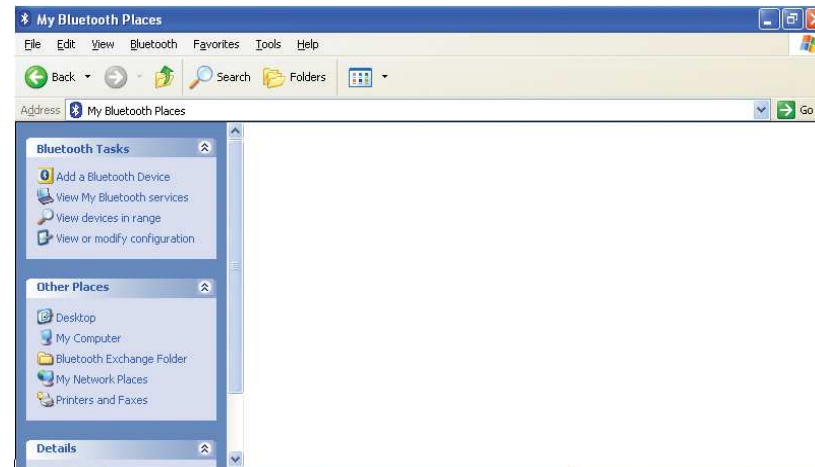 My Bluetooth Places
File Edit View Bluetooth Favorites Tools Help
Back Search Folders
Address My Bluetooth Places Go
Bluetooth Tasks
Add a Bluetooth Device
View My Bluetooth services
View devices in range
View or modify configuration
Other Places
Desktop
My Computer
Bluetooth Exchange Folder
My Network Places
Printers and Faxes
Details